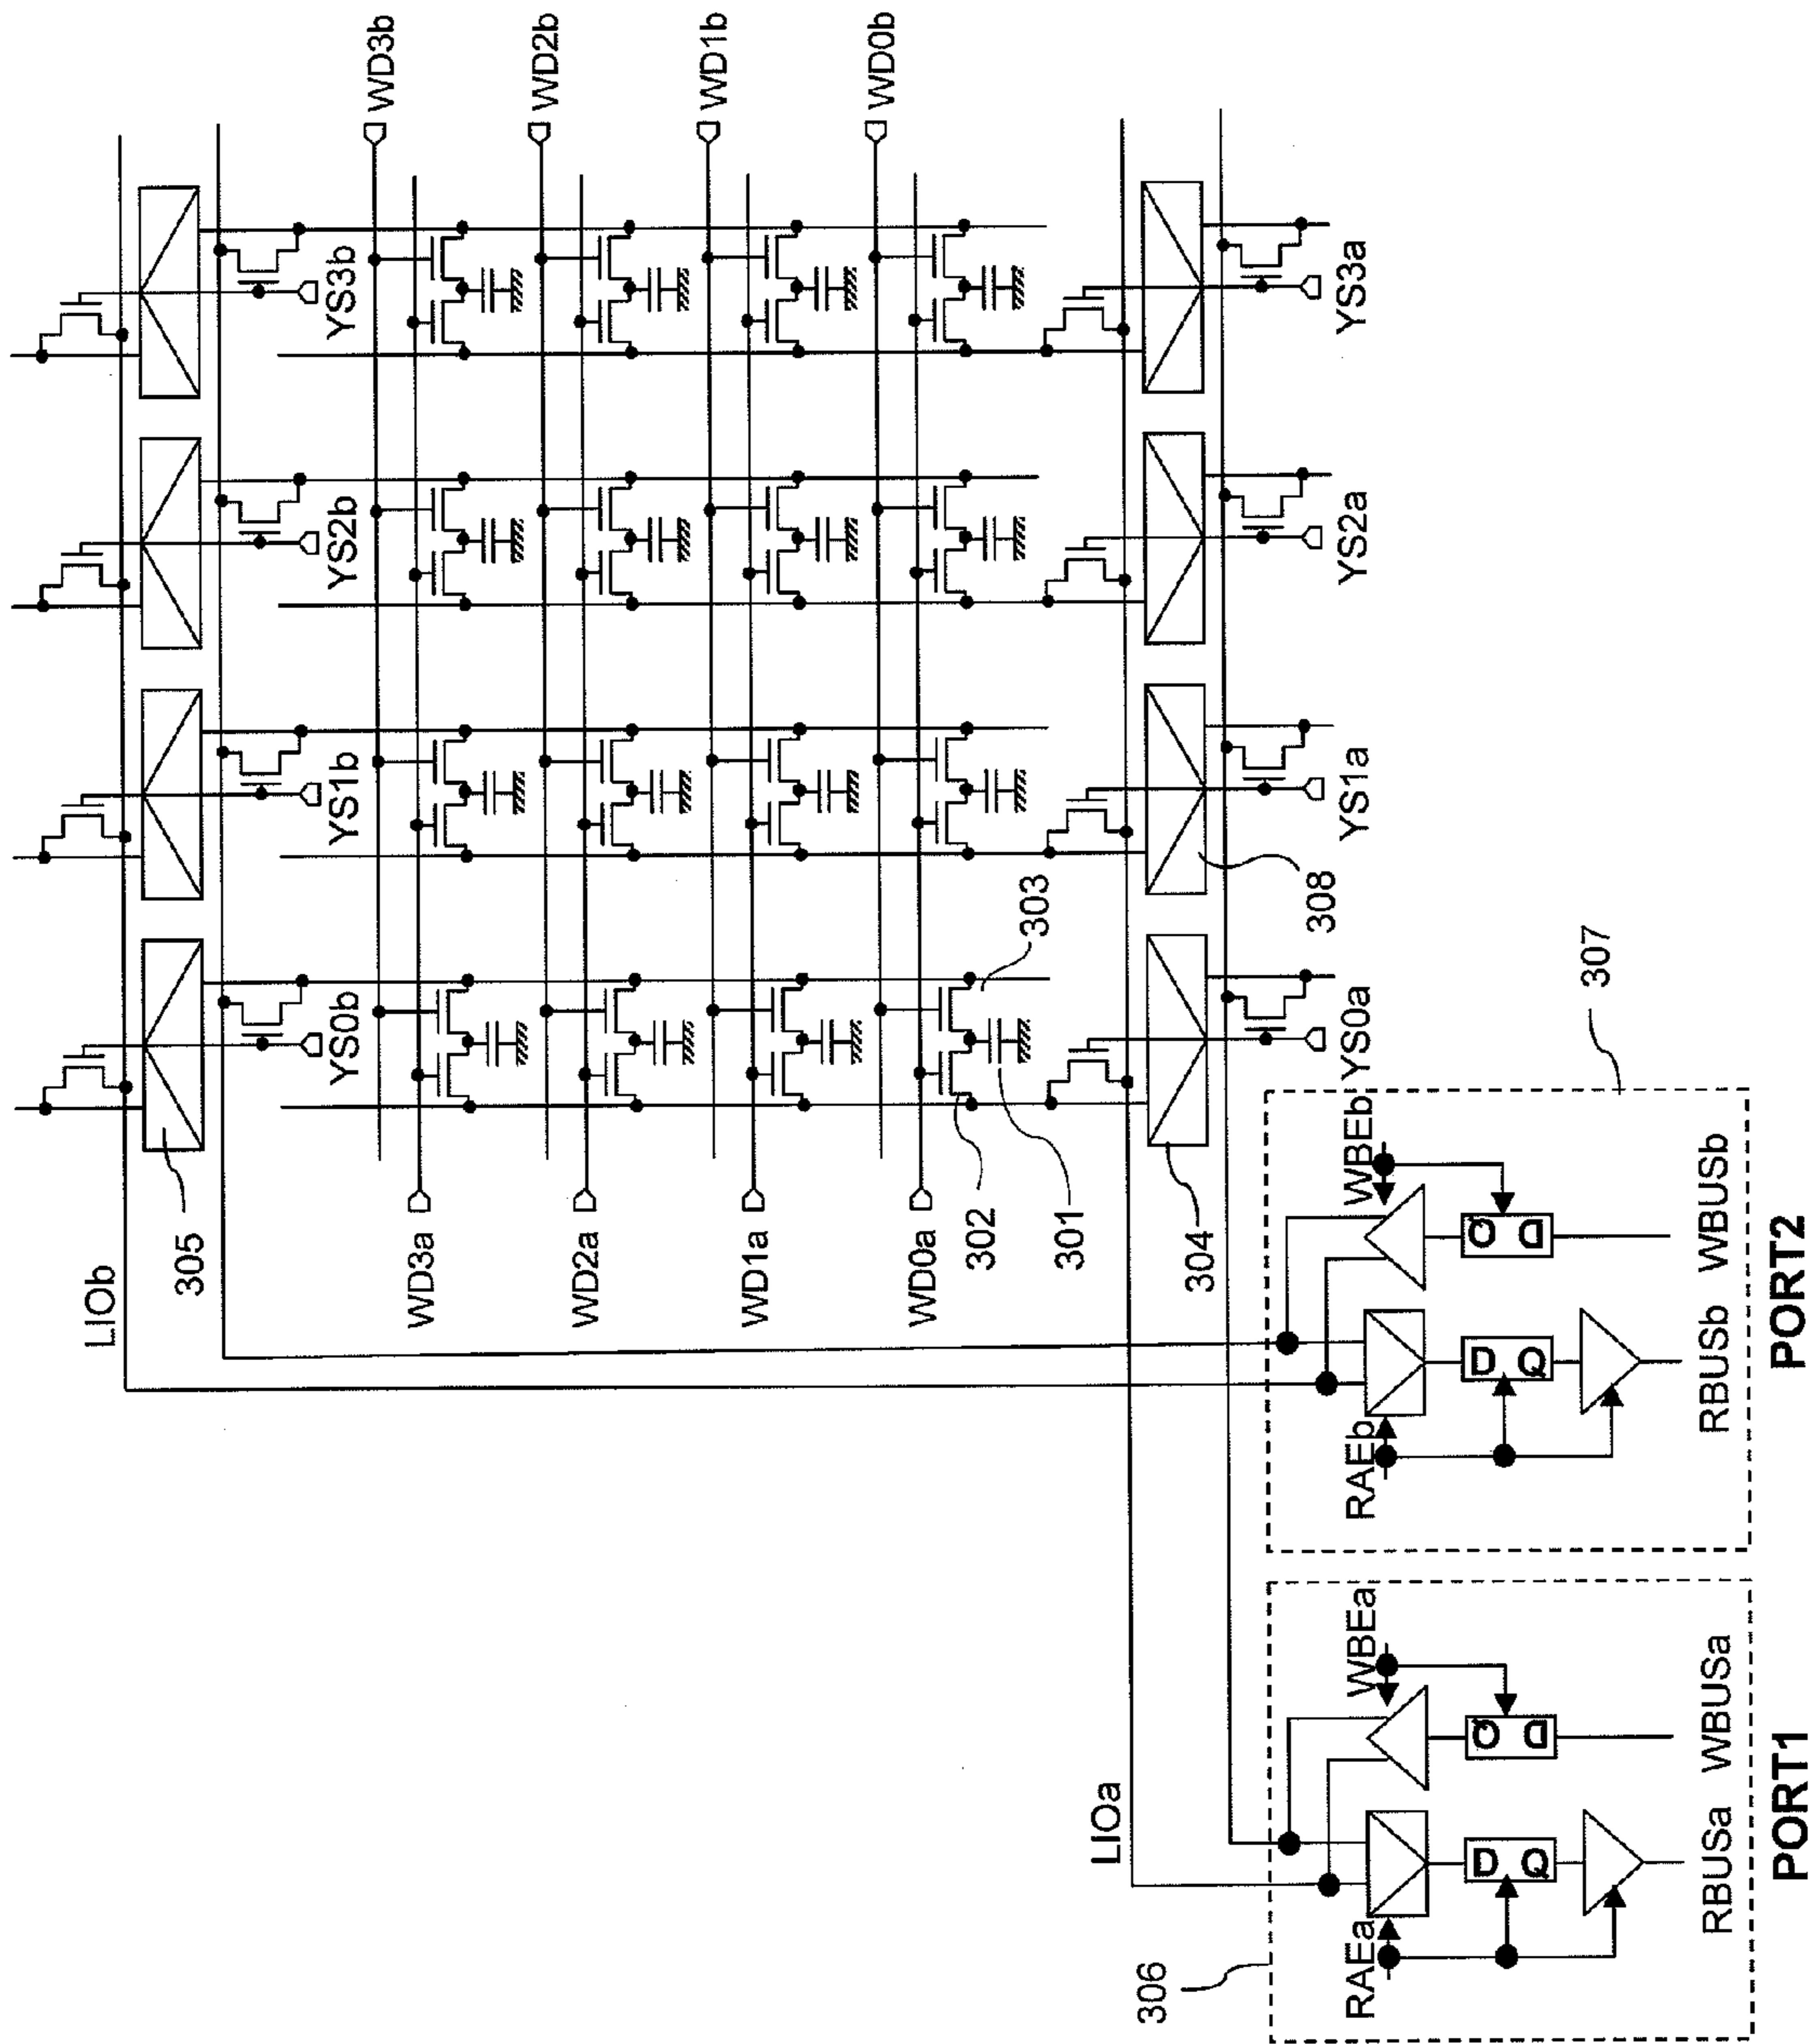 WD3b
WD2b
WD1b
WD0b
LIOb
305
YS0b
YS1b
YS2b
YS3b
WD3a
WD2a
WD1a
WD0a
302
301
303
304
308
YS0a
YS1a
YS2a
YS3a
LIOa
306
RAEa
WBEa
D Q
Q D
RBUSa WBUSa
PORT1
307
RAEb
WBEb
D Q
Q D
RBUSb WBUSb
PORT2